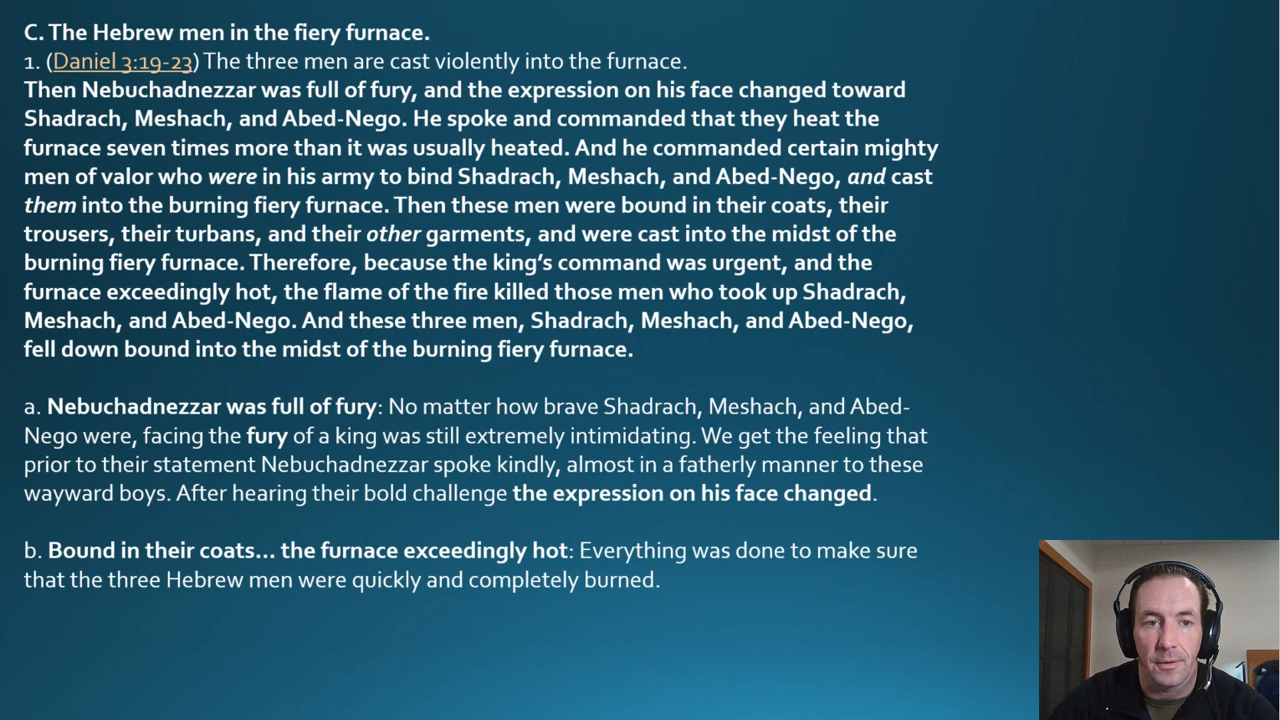 C. The Hebrew men in the fiery furnace.
1. (Daniel 3:19-23) The three men are cast violently into the furnace.
Then Nebuchadnezzar was full of fury, and the expression on his face changed toward
Shadrach, Meshach, and Abed-Nego. He spoke and commanded that they heat the
furnace seven times more than it was usually heated. And he commanded certain mighty
men of valor who were in his army to bind Shadrach, Meshach, and Abed-Nego, and cast
them into the burning fiery furnace. Then these men were bound in their coats, their
trousers, their turbans, and their other garments, and were cast into the midst of the
burning fiery furnace. Therefore, because the king’s command was urgent, and the
furnace exceedingly hot, the flame of the fire killed those men who took up Shadrach,
Meshach, and Abed-Nego. And these three men, Shadrach, Meshach, and Abed-Nego,
fell down bound into the midst of the burning fiery furnace.
a. Nebuchadnezzar was full of fury: No matter how brave Shadrach, Meshach, and Abed-
Nego were, facing the fury of a king was still extremely intimidating. We get the feeling that
prior to their statement Nebuchadnezzar spoke kindly, almost in a fatherly manner to these
wayward boys. After hearing their bold challenge the expression on his face changed.
b. Bound in their coats… the furnace exceedingly hot: Everything was done to make sure
that the three Hebrew men were quickly and completely burned.